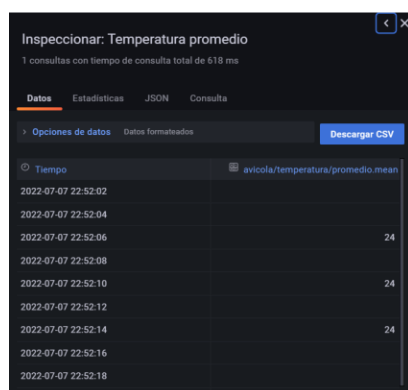 Inspeccionar: Temperatura promedio
1 consultas con tiempo de consulta total de 618 ms
Datos Estadísticas JSON Consulta
Opciones de datos Datos formateados Descargar CSV
Tiempo avicola/temperatura/promedio.mean
2022-07-07 22:52:02
2022-07-07 22:52:04
2022-07-07 22:52:06 24
2022-07-07 22:52:08
2022-07-07 22:52:10 24
2022-07-07 22:52:12
2022-07-07 22:52:14 24
2022-07-07 22:52:16
2022-07-07 22:52:18